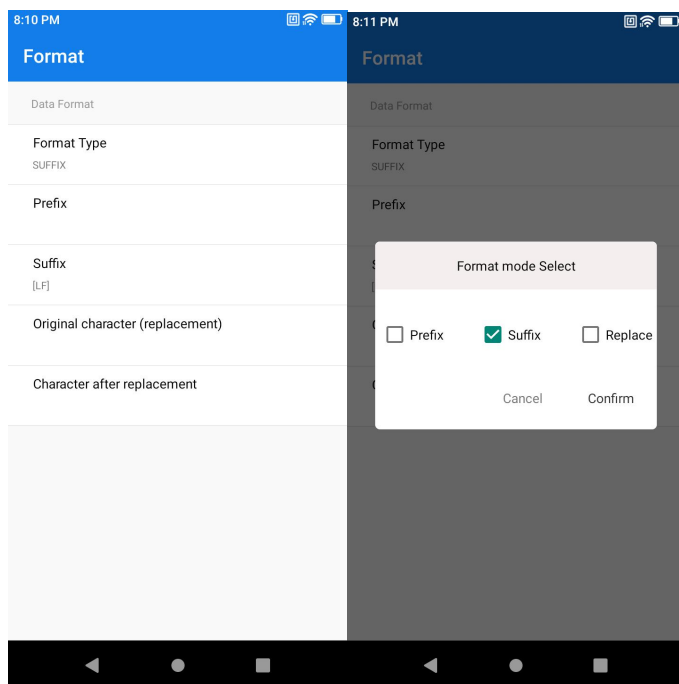 8:10 PM
Format
Data Format
Format Type
SUFFIX
Prefix
Suffix
[LF]
Original character (replacement)
Character after replacement
8:11 PM
Format
Data Format
Format Type
SUFFIX
Prefix
Format mode Select
Prefix
Suffix
Replace
Cancel
Confirm